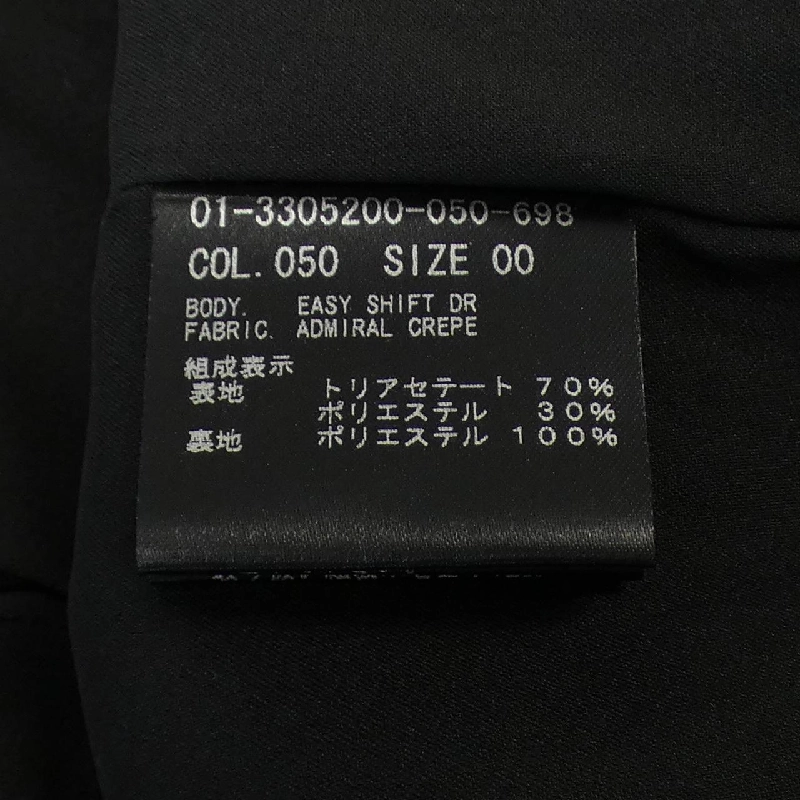 01-3305200-050-698
COL.050 SIZE 00
BODY. EASY SHIFT DR
FABRIC. ADMIRAL CREPE
組成表示
表地 トリアセテート 70%
ポリエステル 30%
裏地 ポリエステル 100%